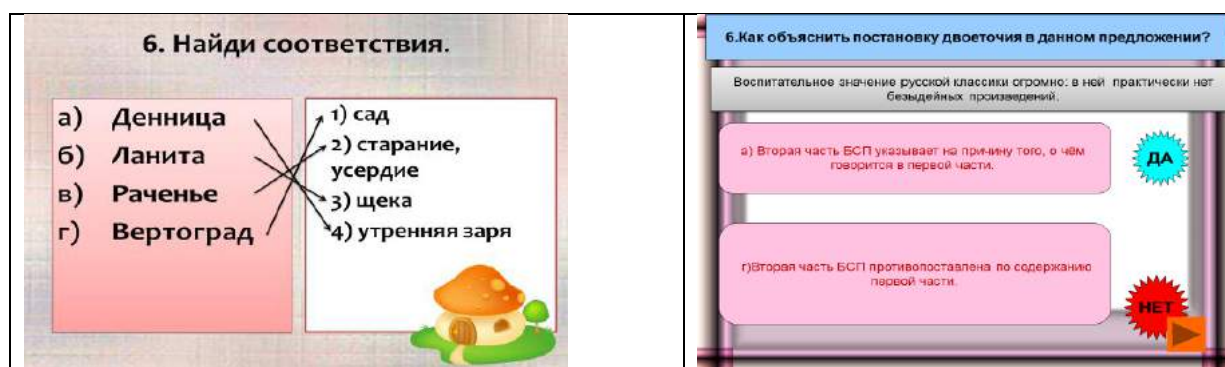 6. Найди соответствия.
а) Денница
б) Ланита
в) Раченье
г) Вертоград
1) сад
2) старание,
усердие
3) щека
4) утренняя заря
6.Как объяснить постановку двоеточия в данном предложении?
Воспитательное значение русской классики огромно: в ней практически нет
безыдейных произведений.
а) Вторая часть БСП указывает на причину того, о чём
говорится в первой части.
ДА
г)Вторая часть БСП противопоставлена по содержанию
первой части.
НЕТ